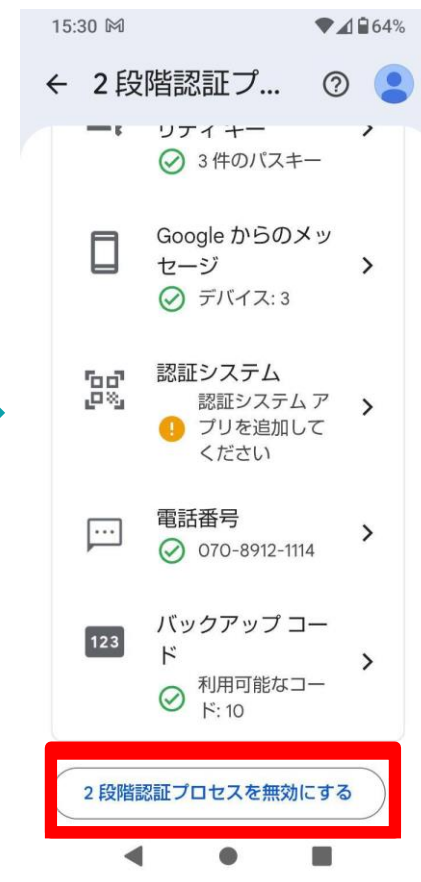 15:30 64%
2 段階認証プ...
リティ キー
3 件のパスキー
Google からのメッ
セージ
デバイス: 3
認証システム
認証システム ア
プリを追加して
ください
電話番号
070-8912-1114
123
バックアップ コー
ド
利用可能なコー
ド: 10
2 段階認証プロセスを無効にする